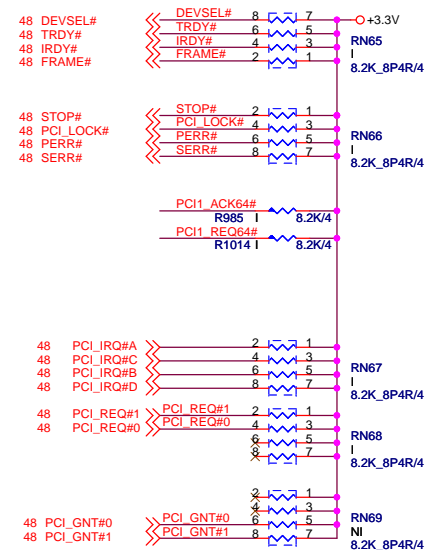 48 DEVSEL# DEVSEL# 8 7 +3.3V
48 TRDY# TRDY# 6 5 RN65
48 IRDY# IRDY# 4 3 I
48 FRAME# FRAME# 2 1 8.2K_8P4R/4
48 STOP# STOP# 2 1
48 PCI_LOCK# PCI_LOCK# 4 3 RN66
48 PERR# PERR# 6 5 I
48 SERR# SERR# 8 7 8.2K_8P4R/4
PCI1_ACK64#
R985 I 8.2K/4
PCI1_REQ64#
R1014 I 8.2K/4
48 PCI_IRQ#A 2 1
48 PCI_IRQ#C 4 3 RN67
48 PCI_IRQ#B 6 5 I
48 PCI_IRQ#D 8 7 8.2K_8P4R/4
48 PCI_REQ#1 PCI_REQ#1 2 1
48 PCI_REQ#0 PCI_REQ#0 4 3 RN68
6 5 I
8 7 8.2K_8P4R/4
2 1
4 3 RN69
48 PCI_GNT#0 PCI_GNT#0 6 5 NI
48 PCI_GNT#1 PCI_GNT#1 8 7 8.2K_8P4R/4